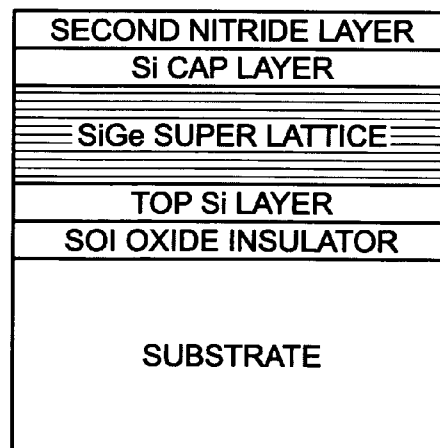 SECOND NITRIDE LAYER
Si CAP LAYER
SiGe SUPER LATTICE
TOP Si LAYER
SOI OXIDE INSULATOR
SUBSTRATE